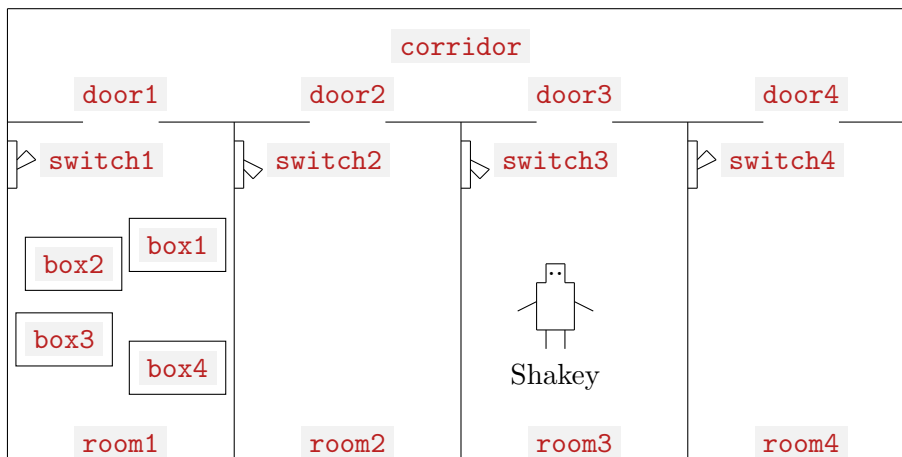 corridor
door1 door2 door3 door4
switch1 switch2 switch3 switch4
box1
box2
box3
box4
Shakey
room1 room2 room3 room4